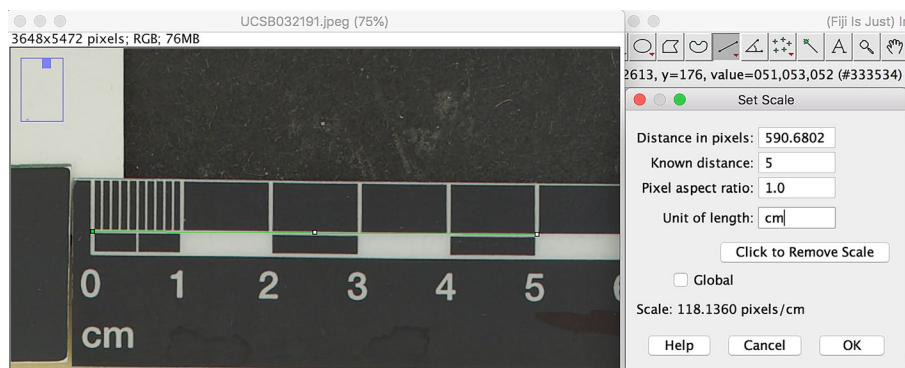 UCSB032191.jpeg (75%)
3648x5472 pixels; RGB; 76MB
0 1 2 3 4 5
cm
(Fiji Is Just)
2613, y=176, value=051,053,052 (#333534)
Set Scale
Distance in pixels: 590.6802
Known distance: 5
Pixel aspect ratio: 1.0
Unit of length: cm
Click to Remove Scale
Global
Scale: 118.1360 pixels/cm
Help Cancel OK